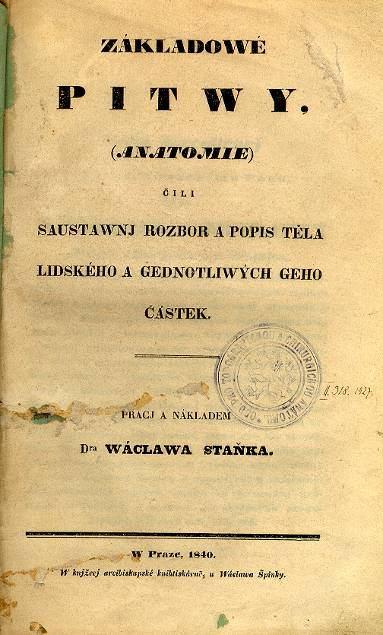 ZÁKLADOWÉ
PITWY.
(ANATOMIE)
ČILI
SAUSTAWNJ ROZBOR A POPIS TĚLA
LIDSKÉHO A GEDNOTLIWÝCH GEHO
ČÁSTEK.
PRACJ A NÁKLADEM
Dra WÁCLAWA STAŇKA.
W Praze, 1840.
W knjžecj arcibiskupské knihtiskárně, u Wáclawa Špinky.